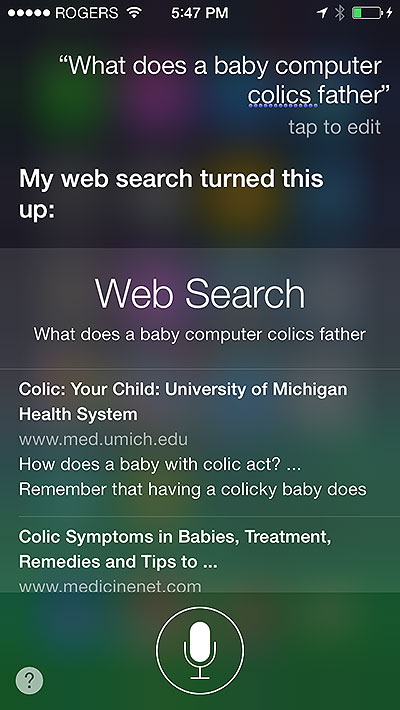 ROGERS 5:47 PM
“What does a baby computer
colics father”
tap to edit
My web search turned this
up:
Web Search
What does a baby computer colics father
Colic: Your Child: University of Michigan
Health System
www.med.umich.edu
How does a baby with colic act? ...
Remember that having a colicky baby does
Colic Symptoms in Babies, Treatment,
Remedies and Tips to ...
www.medicinenet.com
?